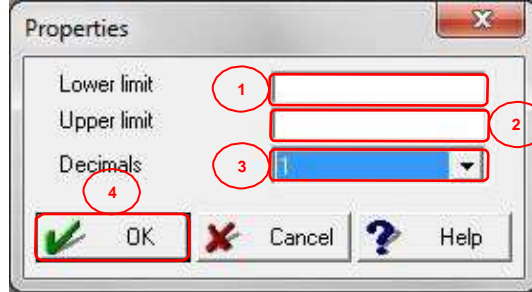 Properties
Lower limit 1
Upper limit 2
Decimals 3 1
4
OK Cancel Help